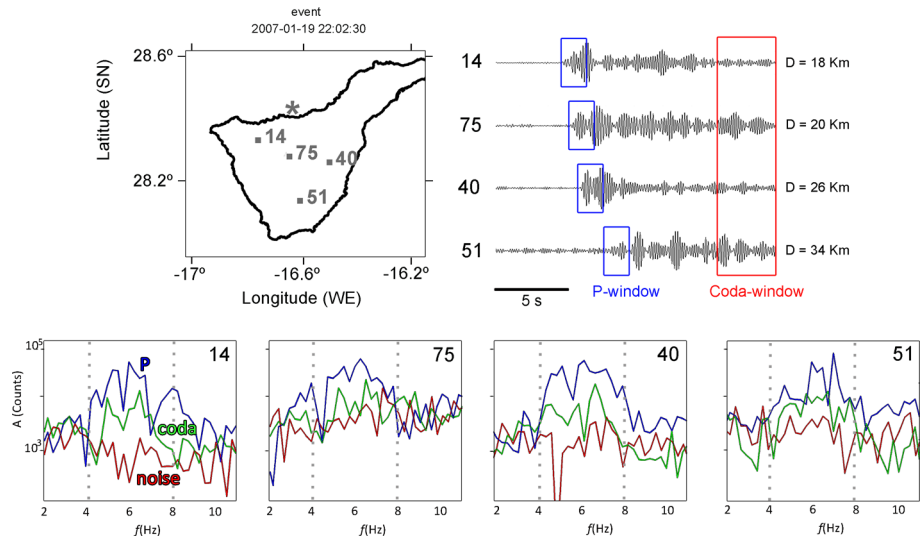 event
2007-01-19 22:02:30
28.6º
28.2º
Latitude (SN)
*
14
75
40
51
-17º
-16.6º
-16.2º
Longitude (WE)
14
D = 18 Km
75
D = 20 Km
40
D = 26 Km
51
D = 34 Km
P-window
Coda-window
5 s
A (Counts)
10⁵
10³
14
P
coda
noise
2 4 6 8 10
f(Hz)
75
2 4 6 8 10
f(Hz)
40
2 4 6 8 10
f(Hz)
51
2 4 6 8 10
f(Hz)